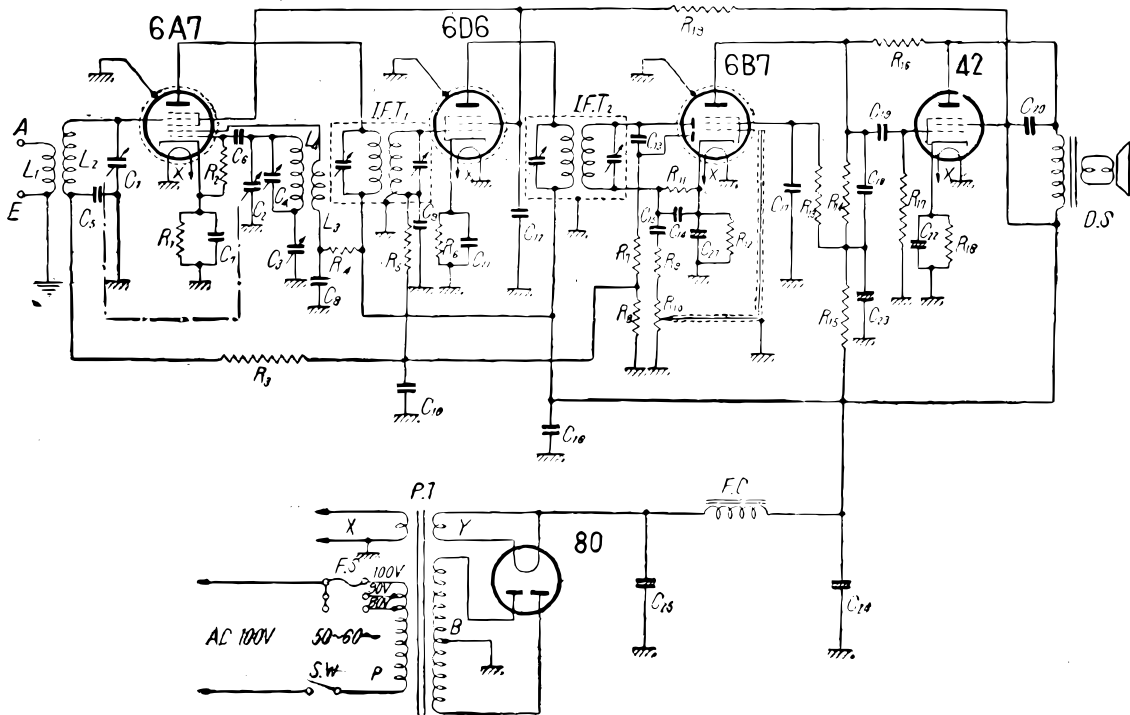 6A7
6D6
6B7
42
R19
R16
I.F.T1
I.F.T2
A
E
L1
L2
C5
C1
X
R2
C6
C2
C4
L4
L3
C3
R1
C7
R4
C8
R5
C9
X
R6
C11
C12
C13
R11
X
C15
C14
R7
R9
C21
R12
R8
R10
C17
R13
R14
C18
C19
R17
R15
C23
X
C22
R18
C20
D.S
R3
C10
C16
P.T
X
Y
F.C
80
F.S
100V
90V
80V
AC 100V
50~60~
S.W
P
B
C25
C24